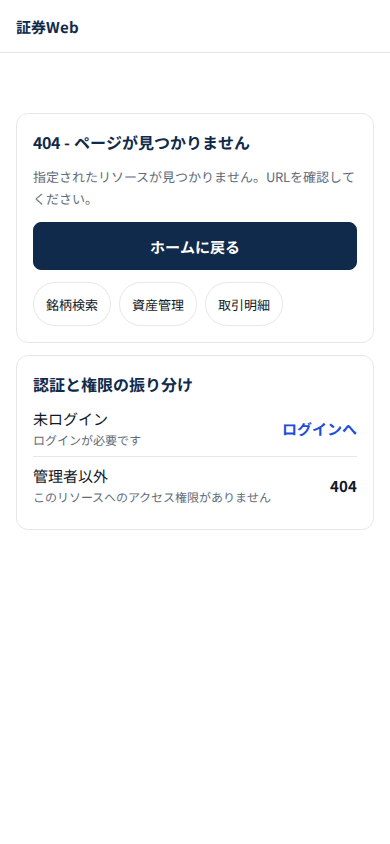 証券Web
404 - ページが見つかりません
指定されたリソースが見つかりません。URLを確認して
ください。
ホームに戻る
銘柄検索
資産管理
取引明細
認証と権限の振り分け
未ログイン
ログインが必要です
ログインへ
管理者以外
このリソースへのアクセス権限がありません
404